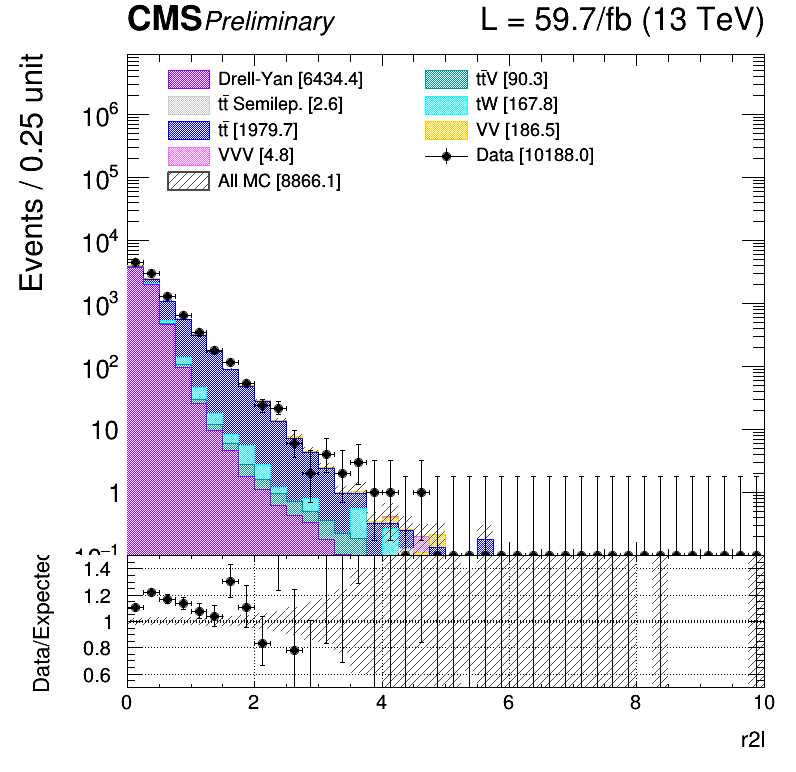 CMS Preliminary L = 59.7/fb (13 TeV)
Events / 0.25 unit
Drell-Yan [6434.4]
tt̄ Semilep. [2.6]
tt̄ [1979.7]
VVV [4.8]
All MC [8866.1]
tt̄V [90.3]
tW [167.8]
VV [186.5]
Data [10188.0]
10⁶
10⁵
10⁴
10³
10²
10
1
10⁻¹
Data/Expected
1.4
1.2
1
0.8
0.6
0 2 4 6 8 10
r2l